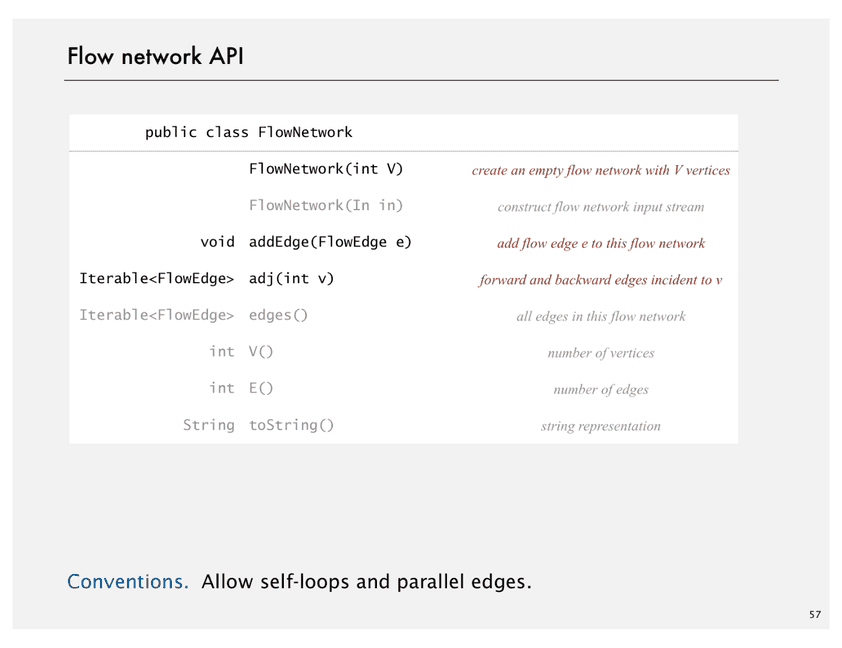 Flow network API
public class FlowNetwork
FlowNetwork(int V) create an empty flow network with V vertices
FlowNetwork(In in) construct flow network input stream
void addEdge(FlowEdge e) add flow edge e to this flow network
Iterable<FlowEdge> adj(int v) forward and backward edges incident to v
Iterable<FlowEdge> edges() all edges in this flow network
int V() number of vertices
int E() number of edges
String toString() string representation
Conventions. Allow self-loops and parallel edges.
57